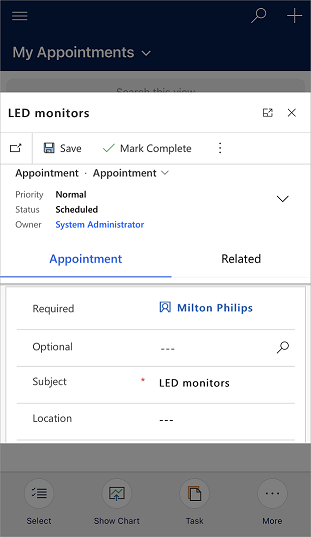 My Appointments
Search this view
LED monitors
Save Mark Complete
Appointment · Appointment
Priority Normal
Status Scheduled
Owner System Administrator
Appointment Related
Required Milton Philips
Optional ---
Subject * LED monitors
Location ---
Select Show Chart Task More